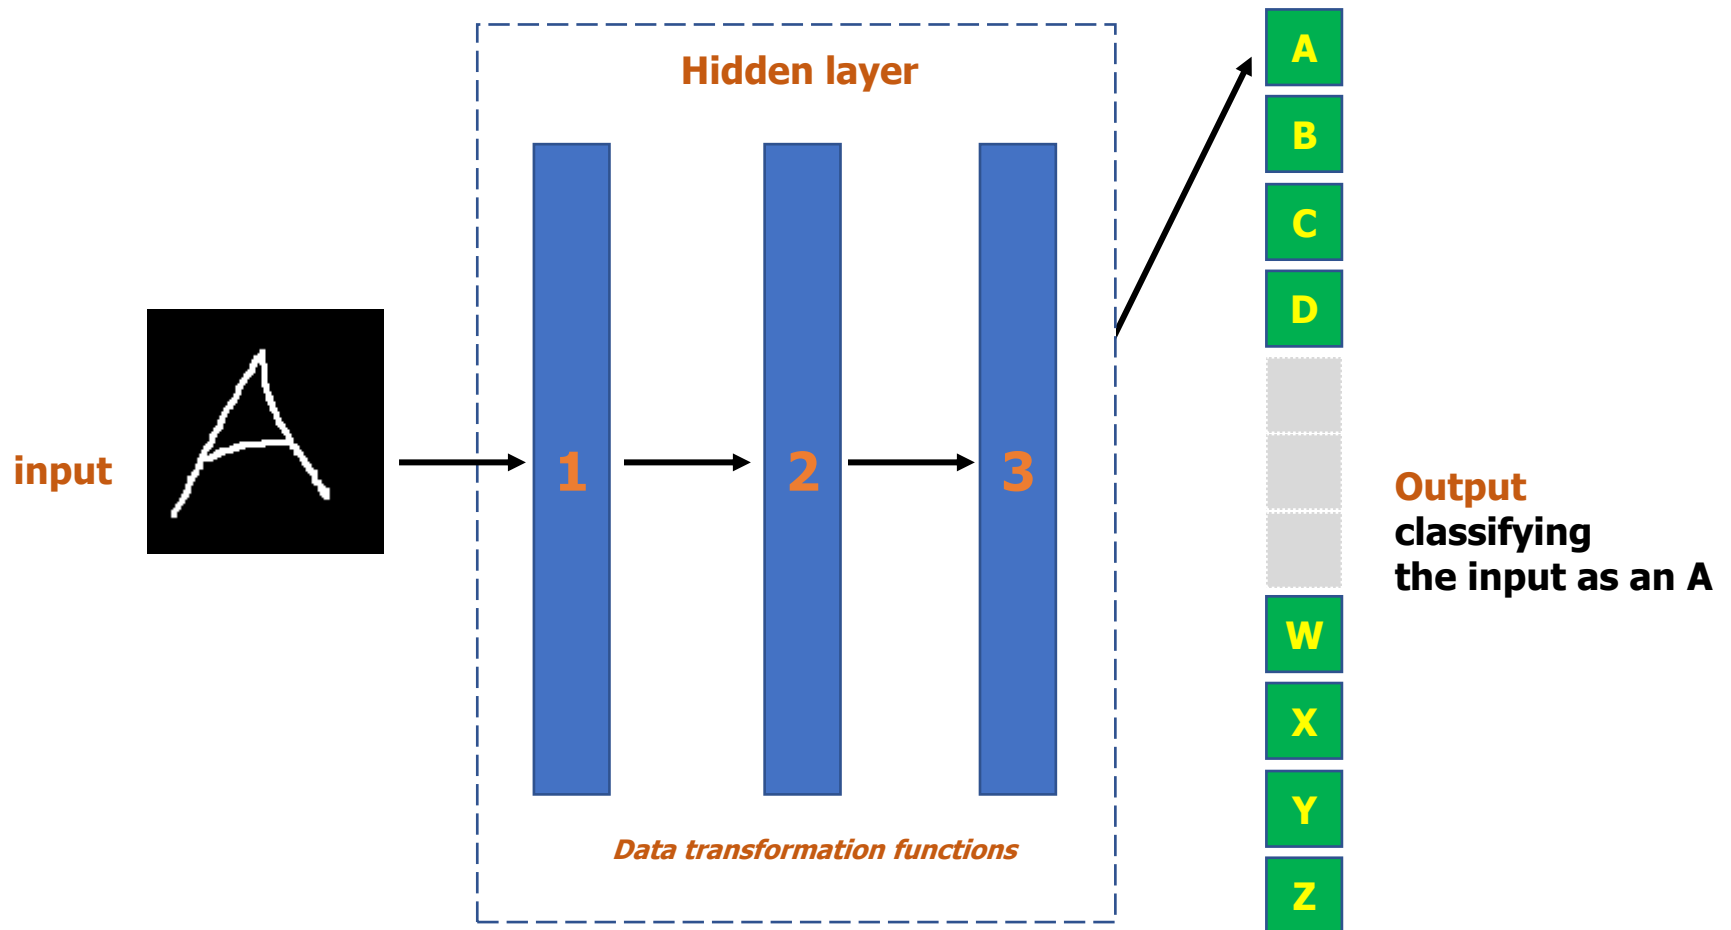 Hidden layer
input
A
1
2
3
Data transformation functions
A
B
C
D
W
X
Y
Z
Output
classifying
the input as an A